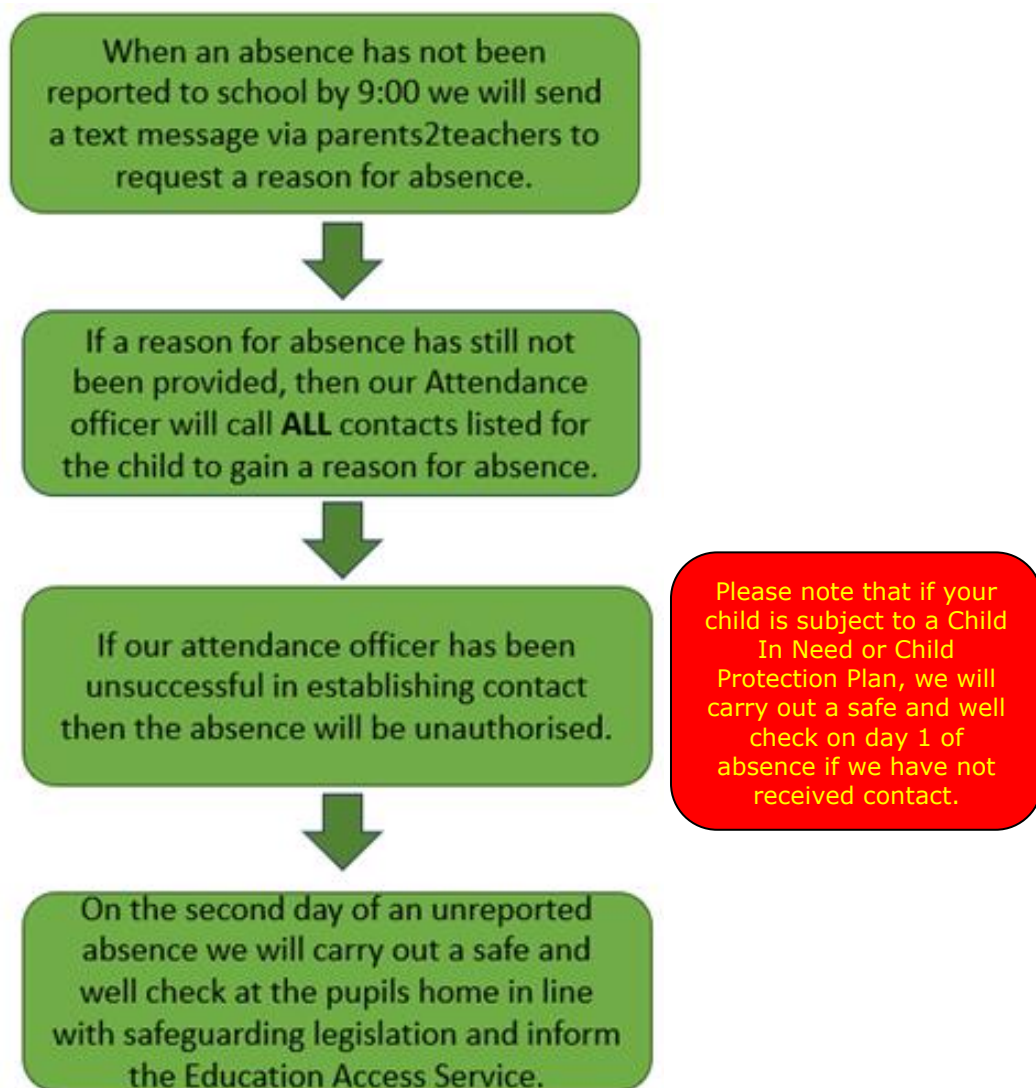 When an absence has not been
reported to school by 9:00 we will send
a text message via parents2teachers to
request a reason for absence.
If a reason for absence has still not
been provided, then our Attendance
officer will call ALL contacts listed for
the child to gain a reason for absence.
If our attendance officer has been
unsuccessful in establishing contact
then the absence will be unauthorised.
Please note that if your
child is subject to a Child
In Need or Child
Protection Plan, we will
carry out a safe and well
check on day 1 of
absence if we have not
received contact.
On the second day of an unreported
absence we will carry out a safe and
well check at the pupils home in line
with safeguarding legislation and inform
the Education Access Service.